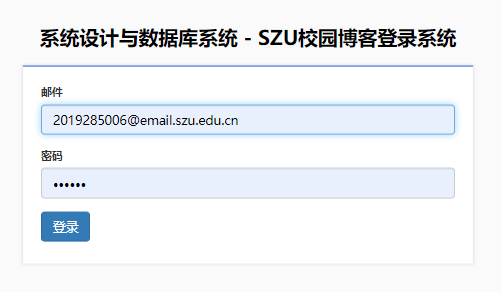 系统设计与数据库系统 - SZU校园博客登录系统
邮件
2019285006@email.szu.edu.cn
密码
••••••
登录